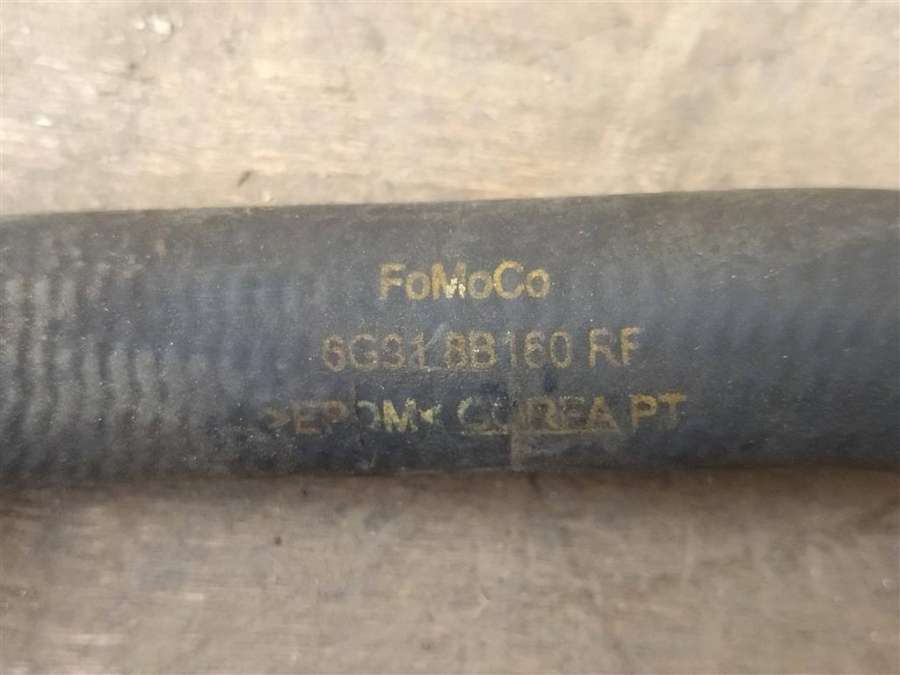 FoMoCo
6G91 8B160 RF
>EPDM< PT